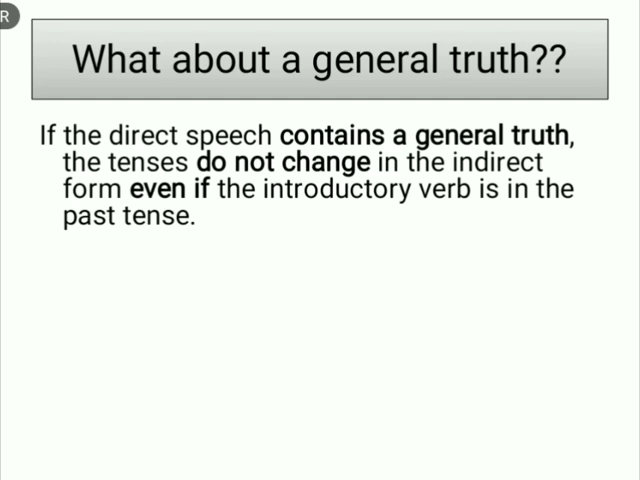 R
What about a general truth??
If the direct speech contains a general truth,
the tenses do not change in the indirect
form even if the introductory verb is in the
past tense.